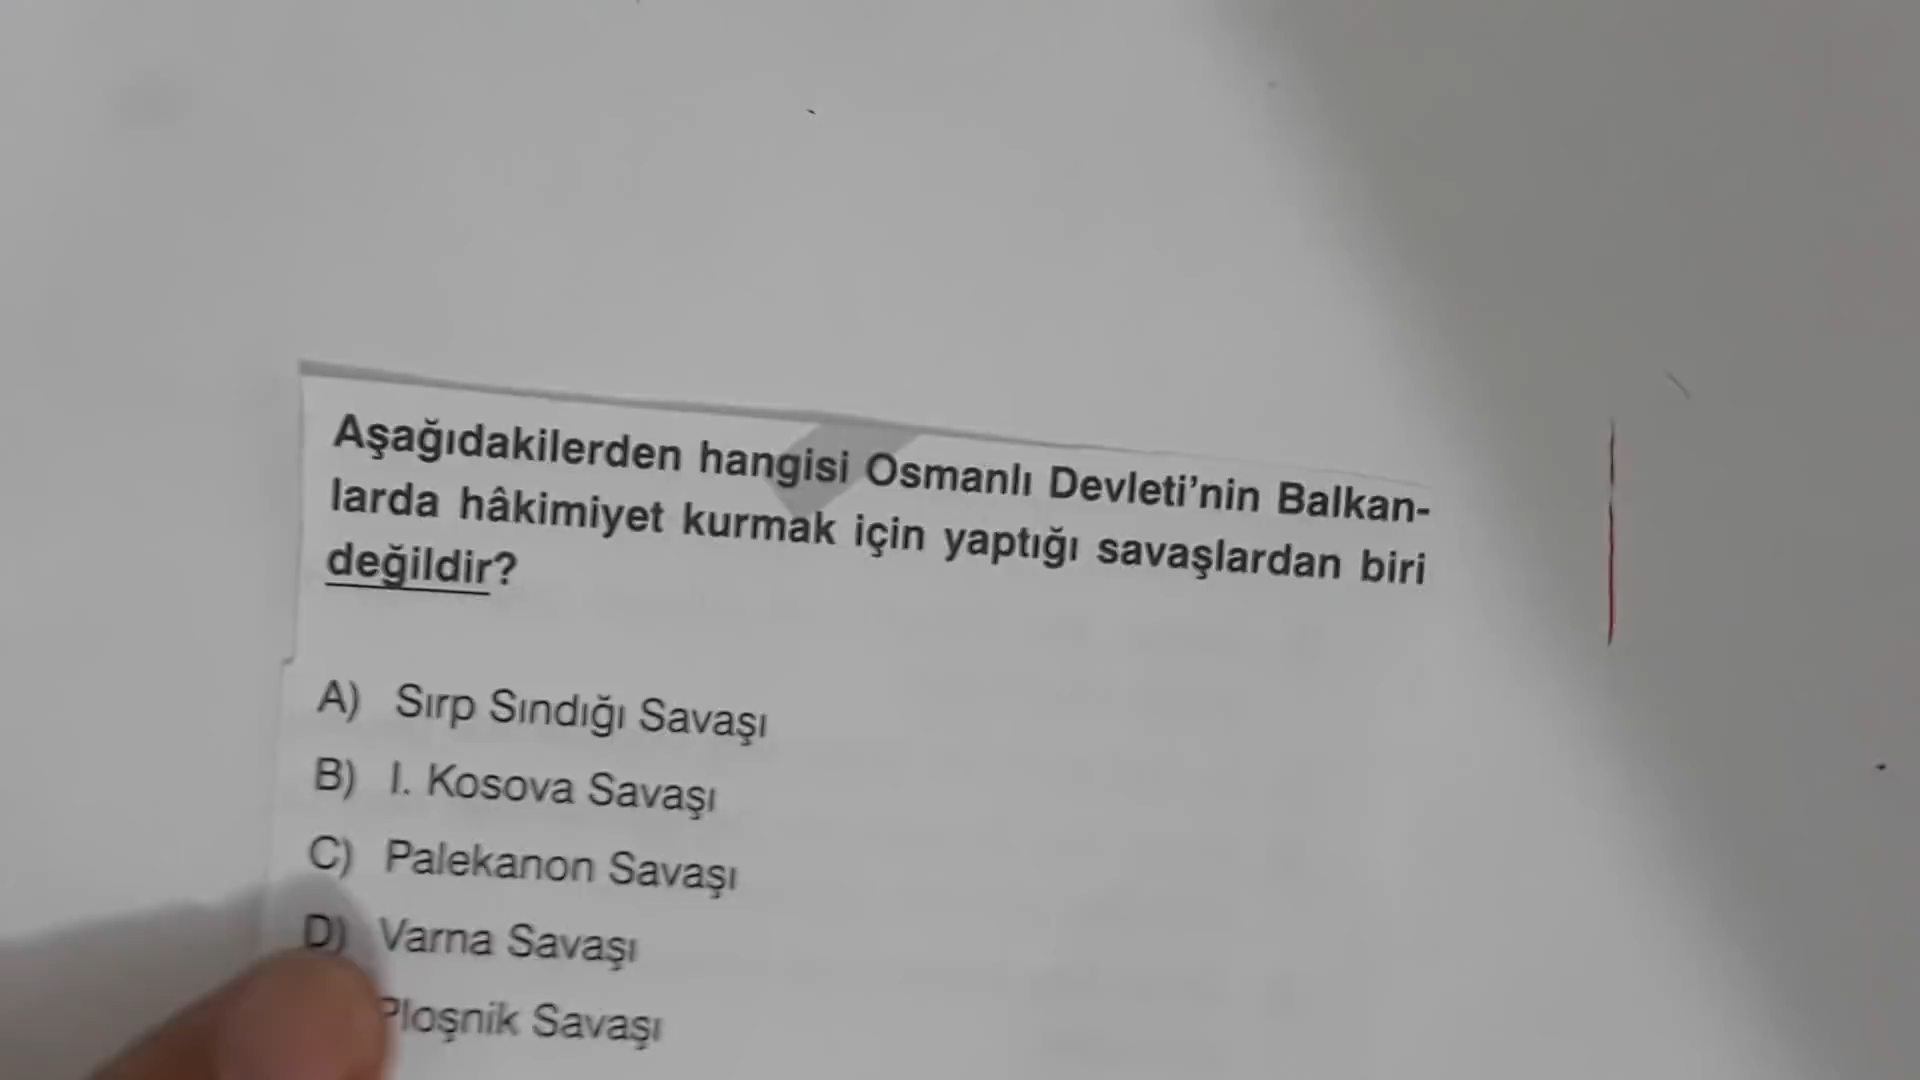 Aşağıdakilerden hangisi Osmanlı Devleti'nin Balkan-
larda hâkimiyet kurmak için yaptığı savaşlardan biri
değildir?
A) Sırp Sındığı Savaşı
B) I. Kosova Savaşı
C) Palekanon Savaşı
D) Varna Savaşı
Ploşnik Savaşı